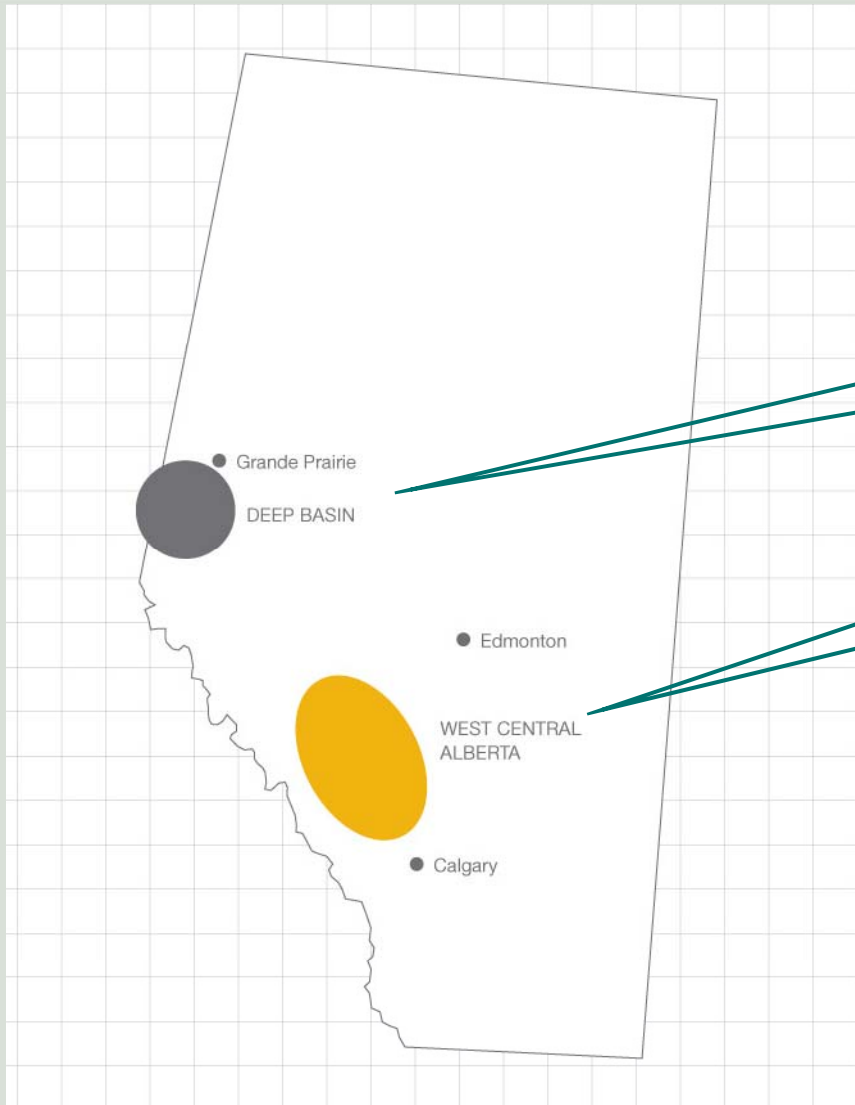 Grande Prairie
DEEP BASIN
Edmonton
WEST CENTRAL
ALBERTA
Calgary